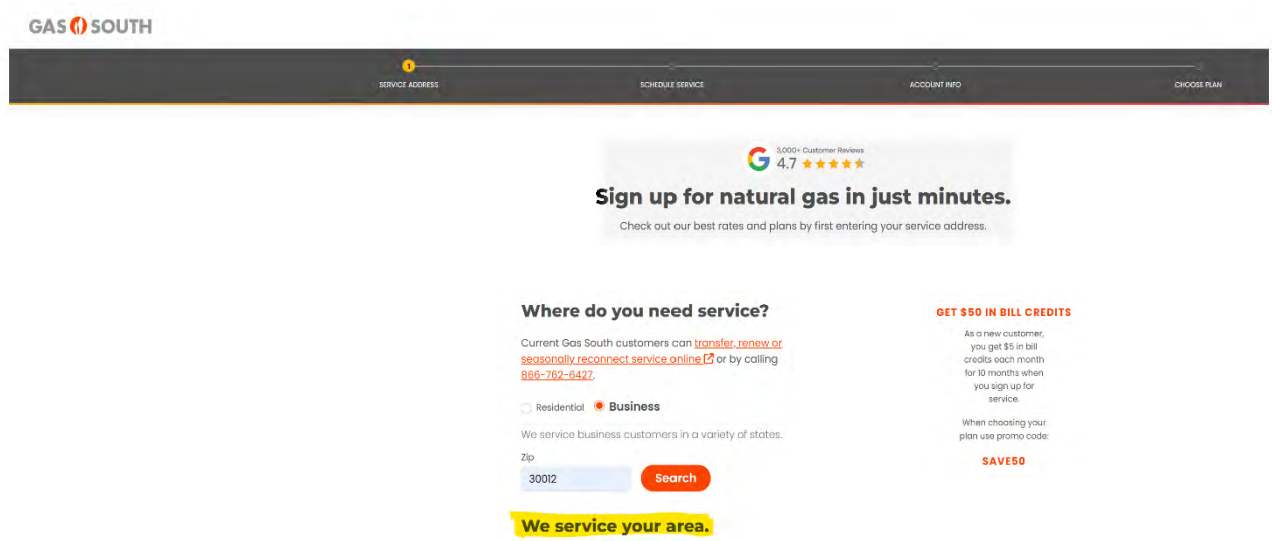 GAS SOUTH
1
SERVICE ADDRESS
SCHEDULE SERVICE
ACCOUNT INFO
CHOOSE PLAN
3,000+ Customer Reviews
4.7
Sign up for natural gas in just minutes.
Check out our best rates and plans by first entering your service address.
Where do you need service?
Current Gas South customers can transfer, renew or
seasonally reconnect service online or by calling
866-762-6427.
Residential Business
We service business customers in a variety of states.
Zip
30012 Search
We service your area.
GET $50 IN BILL CREDITS
As a new customer,
you get $5 in bill
credits each month
for 10 months when
you sign up for
service.
When choosing your
plan use promo code:
SAVE50